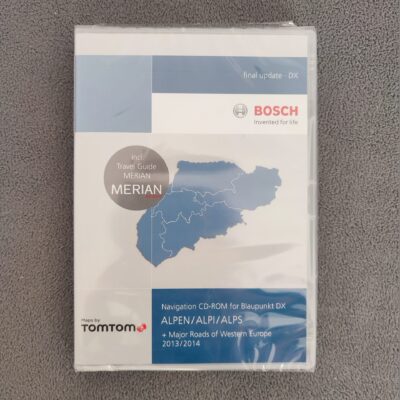 final update - DX
BOSCH
Invented for life
incl.
Travel Guide
MERIAN
MERIAN
Navigation CD-ROM for Blaupunkt DX
ALPEN/ALPI/ALPS
+ Major Roads of Western Europe
2013/2014
Maps by
TOMTOM